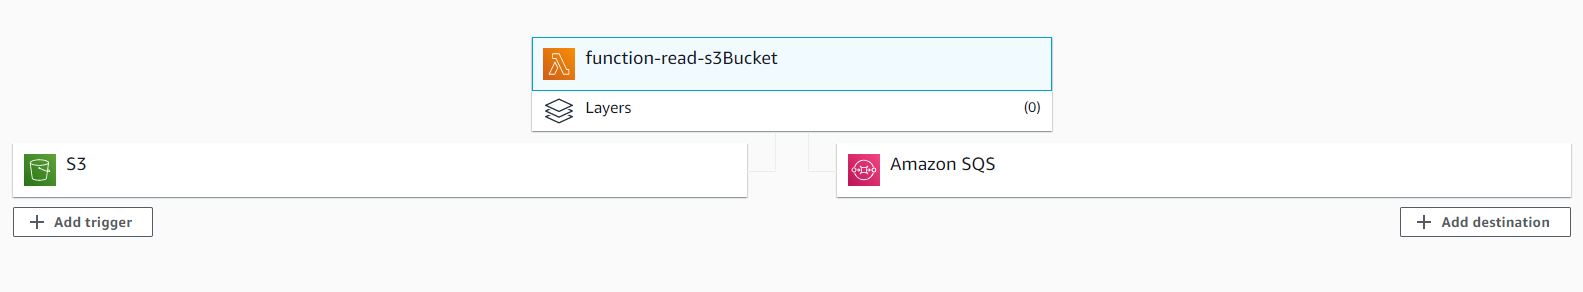 function-read-s3Bucket
Layers (0)
S3
Amazon SQS
Add trigger
Add destination